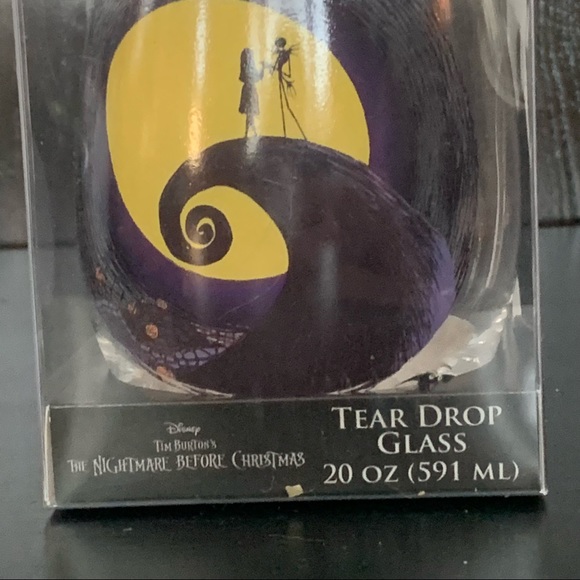 Disney
TIM BURTON'S
THE NIGHTMARE BEFORE CHRISTMAS
TEAR DROP
GLASS
20 OZ (591 ML)